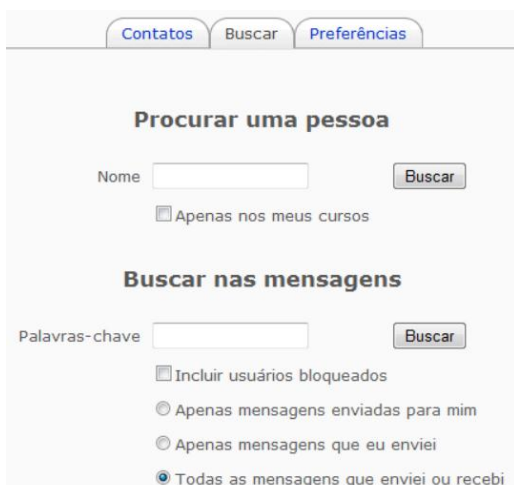 Contatos Buscar Preferências
Procurar uma pessoa
Nome Buscar
Apenas nos meus cursos
Buscar nas mensagens
Palavras-chave Buscar
Incluir usuários bloqueados
Apenas mensagens enviadas para mim
Apenas mensagens que eu enviei
Todas as mensagens que enviei ou recebi